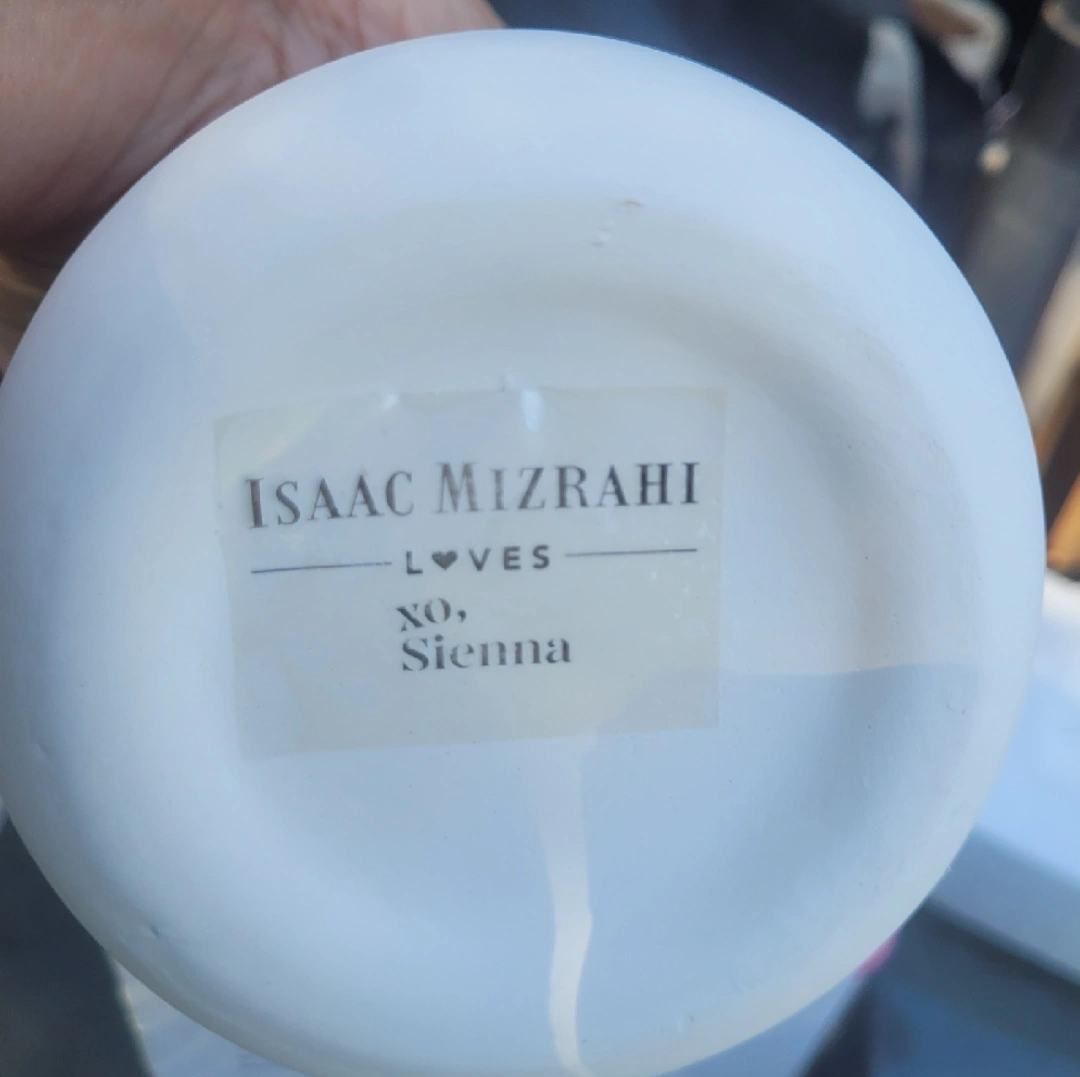 ISAAC MIZRAHI
L♥VES
xo,
Sienna